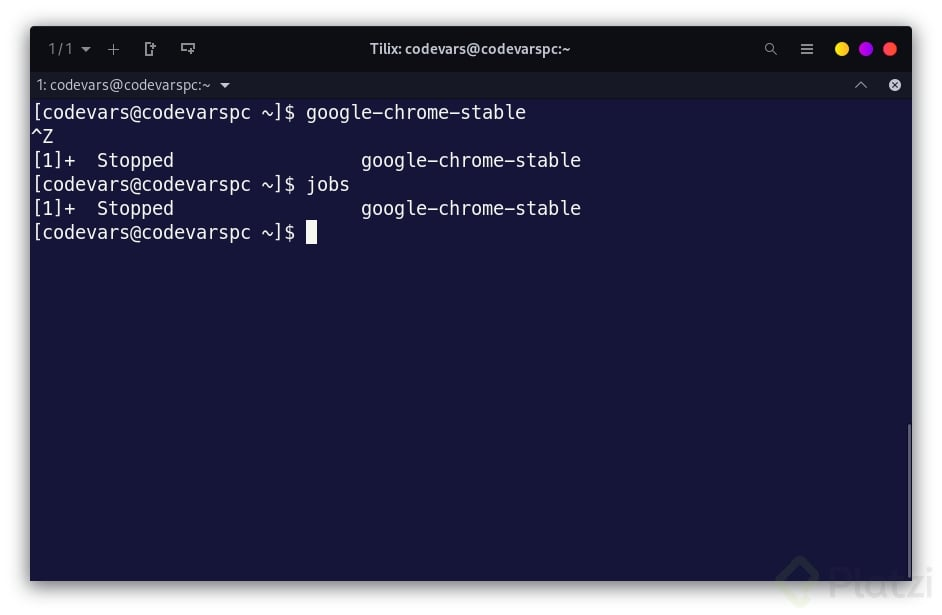 1/1
Tilix: codevars@codevarspc:~
1: codevars@codevarspc:~
[codevars@codevarspc ~]$ google-chrome-stable
^Z
[1]+  Stopped                 google-chrome-stable
[codevars@codevarspc ~]$ jobs
[1]+  Stopped                 google-chrome-stable
[codevars@codevarspc ~]$
Platzi